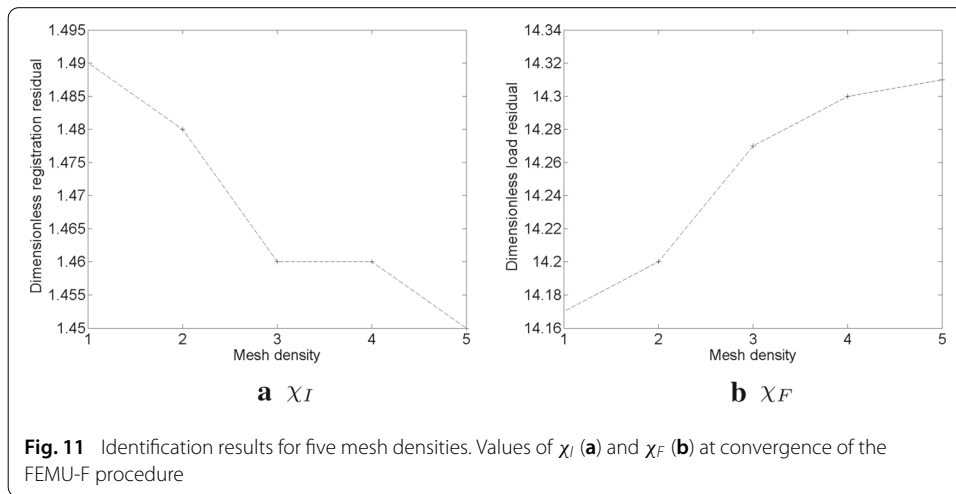 Dimensionless registration residual
1.495
1.49
1.485
1.48
1.475
1.47
1.465
1.46
1.455
1.45
1 2 3 4 5
Mesh density
a χI
Dimensionless load residual
14.34
14.32
14.3
14.28
14.26
14.24
14.22
14.2
14.18
14.16
1 2 3 4 5
Mesh density
b χF
Fig. 11 Identification results for five mesh densities. Values of χI (a) and χF (b) at convergence of the
FEMU-F procedure